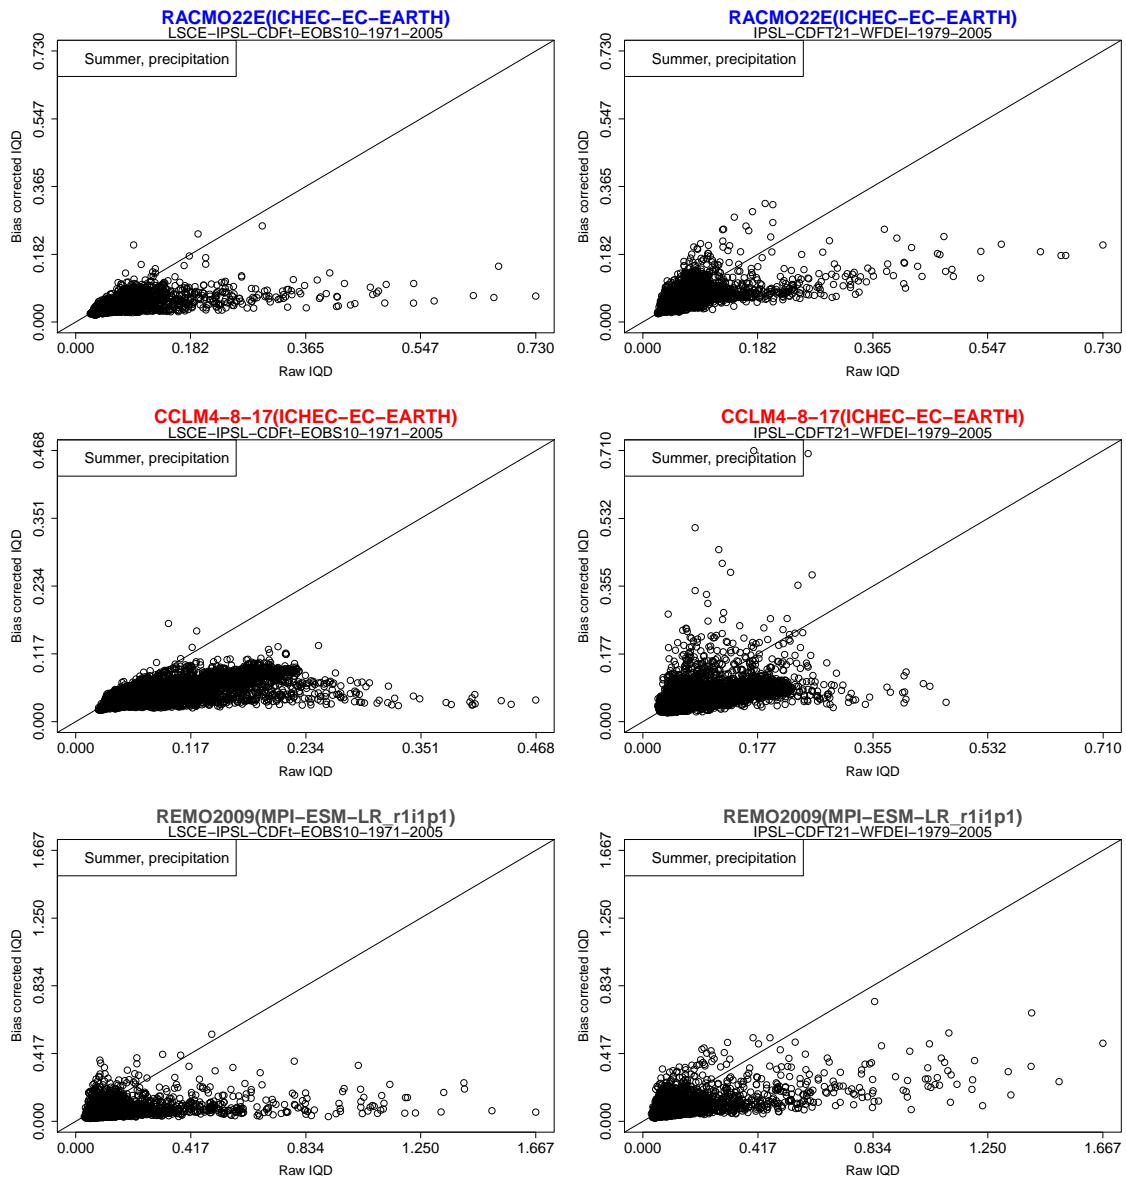 RACMO22E(ICHEC−EC−EARTH)
LSCE−IPSL−CDFt−EOBS10−1971−2005
Summer, precipitation
Bias corrected IQD
0.000 0.182 0.365 0.547 0.730
0.000 0.182 0.365 0.547 0.730
Raw IQD
RACMO22E(ICHEC−EC−EARTH)
IPSL−CDFT21−WFDEI−1979−2005
Summer, precipitation
Bias corrected IQD
0.000 0.182 0.365 0.547 0.730
0.000 0.182 0.365 0.547 0.730
Raw IQD
CCLM4−8−17(ICHEC−EC−EARTH)
LSCE−IPSL−CDFt−EOBS10−1971−2005
Summer, precipitation
Bias corrected IQD
0.000 0.117 0.234 0.351 0.468
0.000 0.117 0.234 0.351 0.468
Raw IQD
CCLM4−8−17(ICHEC−EC−EARTH)
IPSL−CDFT21−WFDEI−1979−2005
Summer, precipitation
Bias corrected IQD
0.000 0.177 0.355 0.532 0.710
0.000 0.177 0.355 0.532 0.710
Raw IQD
REMO2009(MPI−ESM−LR_r1i1p1)
LSCE−IPSL−CDFt−EOBS10−1971−2005
Summer, precipitation
Bias corrected IQD
0.000 0.417 0.834 1.250 1.667
0.000 0.417 0.834 1.250 1.667
Raw IQD
REMO2009(MPI−ESM−LR_r1i1p1)
IPSL−CDFT21−WFDEI−1979−2005
Summer, precipitation
Bias corrected IQD
0.000 0.417 0.834 1.250 1.667
0.000 0.417 0.834 1.250 1.667
Raw IQD